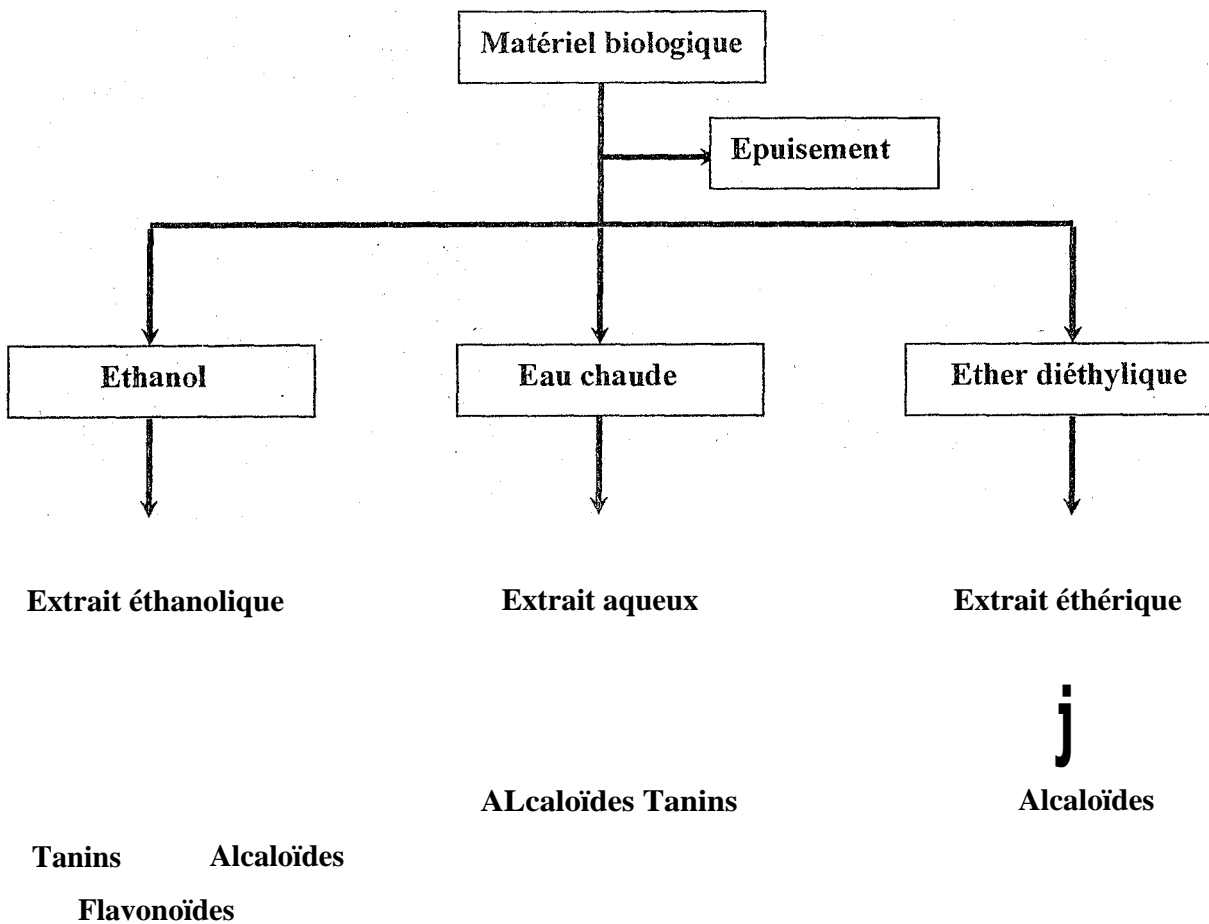 Matériel biologique
Epuisement
Ethanol
Eau chaude
Ether diéthylique
Extrait éthanolique
Extrait aqueux
Extrait éthérique
j
ALcaloïdes Tanins
Alcaloïdes
Tanins Alcaloïdes
Flavonoïdes